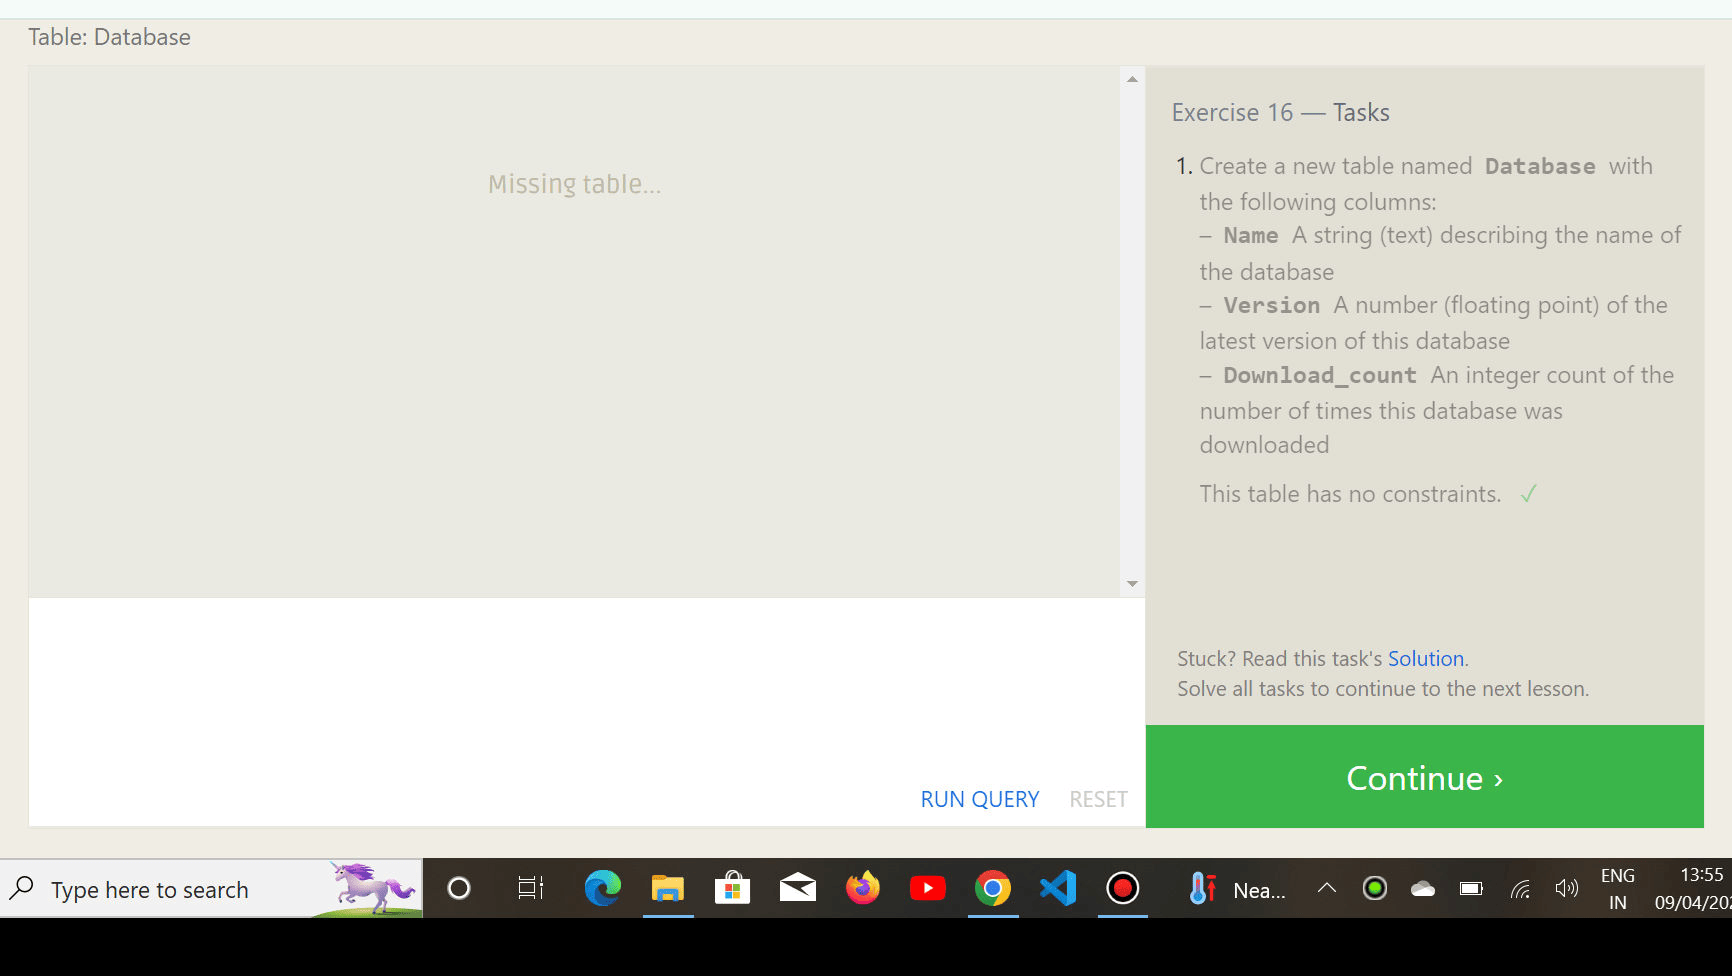 Table: Database
Missing table...
Exercise 16 — Tasks
1. Create a new table named Database with
the following columns:
– Name A string (text) describing the name of
the database
– Version A number (floating point) of the
latest version of this database
– Download_count An integer count of the
number of times this database was
downloaded
This table has no constraints. ✓
Stuck? Read this task's Solution.
Solve all tasks to continue to the next lesson.
RUN QUERY RESET
Continue ›
Type here to search
Nea...
ENG
IN
13:55
09/04/202